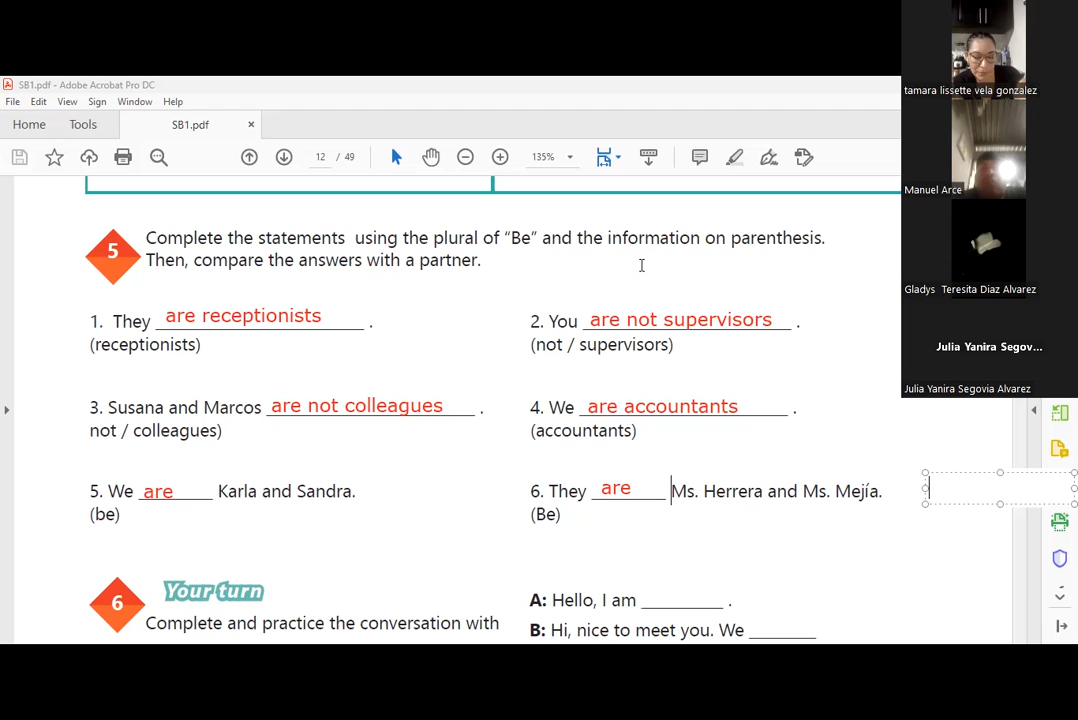 SB1.pdf - Adobe Acrobat Pro DC
File Edit View Sign Window Help
Home Tools SB1.pdf ×
12 / 49 135%
5 Complete the statements using the plural of “Be” and the information on parenthesis.
Then, compare the answers with a partner.
1. They are receptionists .
(receptionists)
2. You are not supervisors .
(not / supervisors)
3. Susana and Marcos are not colleagues .
not / colleagues)
4. We are accountants .
(accountants)
5. We are Karla and Sandra.
(be)
6. They are Ms. Herrera and Ms. Mejía.
(Be)
6 Your turn
Complete and practice the conversation with
A: Hello, I am ________ .
B: Hi, nice to meet you. We ________
tamara lissette vela gonzalez
Manuel Arce
Gladys Teresita Diaz Alvarez
Julia Yanira Segov...
Julia Yanira Segovia Alvarez